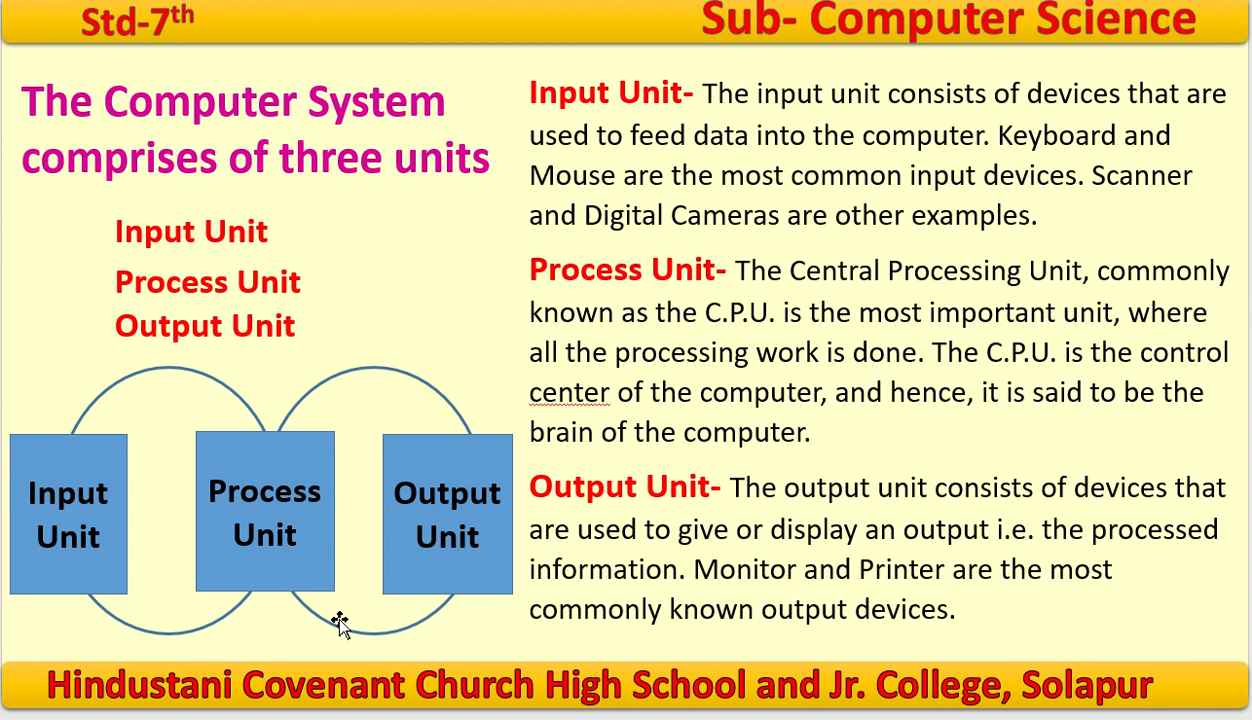 Std-7th
Sub- Computer Science
The Computer System
comprises of three units
Input Unit
Process Unit
Output Unit
Input
Unit
Process
Unit
Output
Unit
Input Unit- The input unit consists of devices that are
used to feed data into the computer. Keyboard and
Mouse are the most common input devices. Scanner
and Digital Cameras are other examples.
Process Unit- The Central Processing Unit, commonly
known as the C.P.U. is the most important unit, where
all the processing work is done. The C.P.U. is the control
center of the computer, and hence, it is said to be the
brain of the computer.
Output Unit- The output unit consists of devices that
are used to give or display an output i.e. the processed
information. Monitor and Printer are the most
commonly known output devices.
Hindustani Covenant Church High School and Jr. College, Solapur